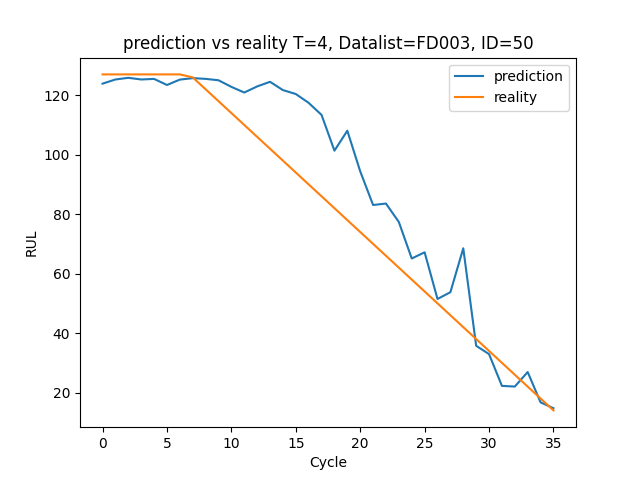 prediction vs reality T=4, Datalist=FD003, ID=50
prediction
reality
RUL
120
100
80
60
40
20
0 5 10 15 20 25 30 35
Cycle